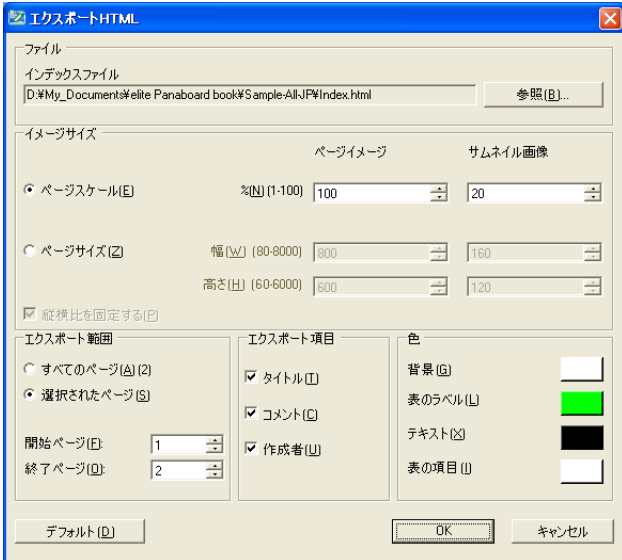 エクスポートHTML
ファイル
インデックスファイル
D:¥My_Documents¥elite Panaboard book¥Sample-All-JP¥Index.html
参照(B)...
イメージサイズ
ページイメージ サムネイル画像
ページスケール(E) %(N) (1-100) 100 20
ページサイズ(Z) 幅(W) (80-8000) 800 160
高さ(H) (60-6000) 600 120
縦横比を固定する(P)
エクスポート範囲
すべてのページ(A) (2)
選択されたページ(S)
開始ページ(F): 1
終了ページ(O): 2
エクスポート項目
タイトル(T)
コメント(C)
作成者(U)
色
背景(G)
表のラベル(L)
テキスト(X)
表の項目(I)
デフォルト(D) OK キャンセル